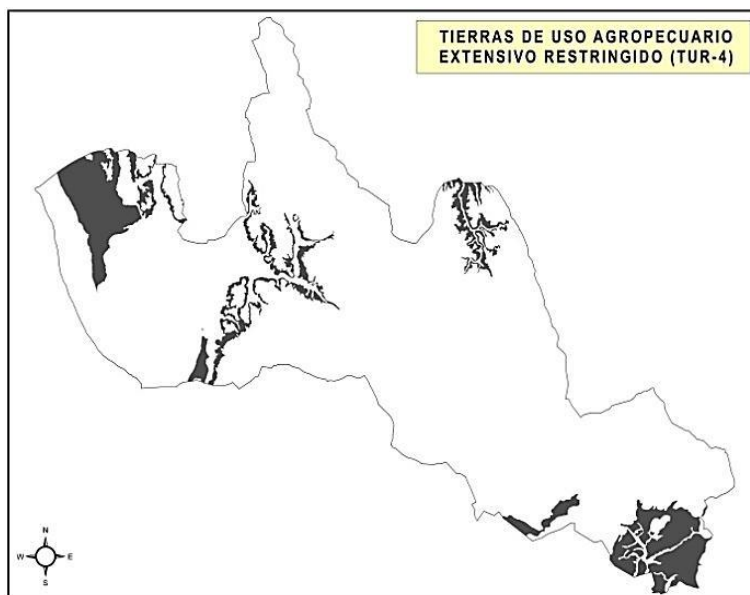 TIERRAS DE USO AGROPECUARIO
EXTENSIVO RESTRINGIDO (TUR-4)
N
W E
S